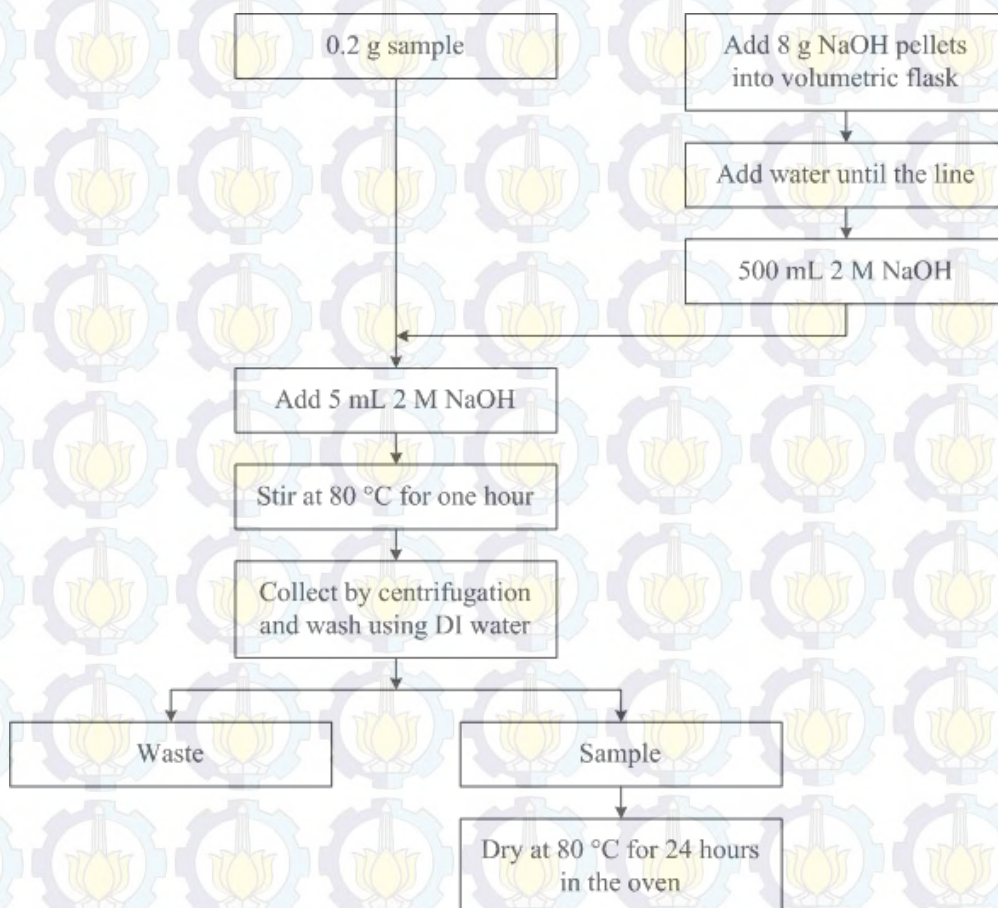 0.2 g sample
Add 8 g NaOH pellets
into volumetric flask
Add water until the line
500 mL 2 M NaOH
Add 5 mL 2 M NaOH
Stir at 80 °C for one hour
Collect by centrifugation
and wash using DI water
Waste
Sample
Dry at 80 °C for 24 hours
in the oven